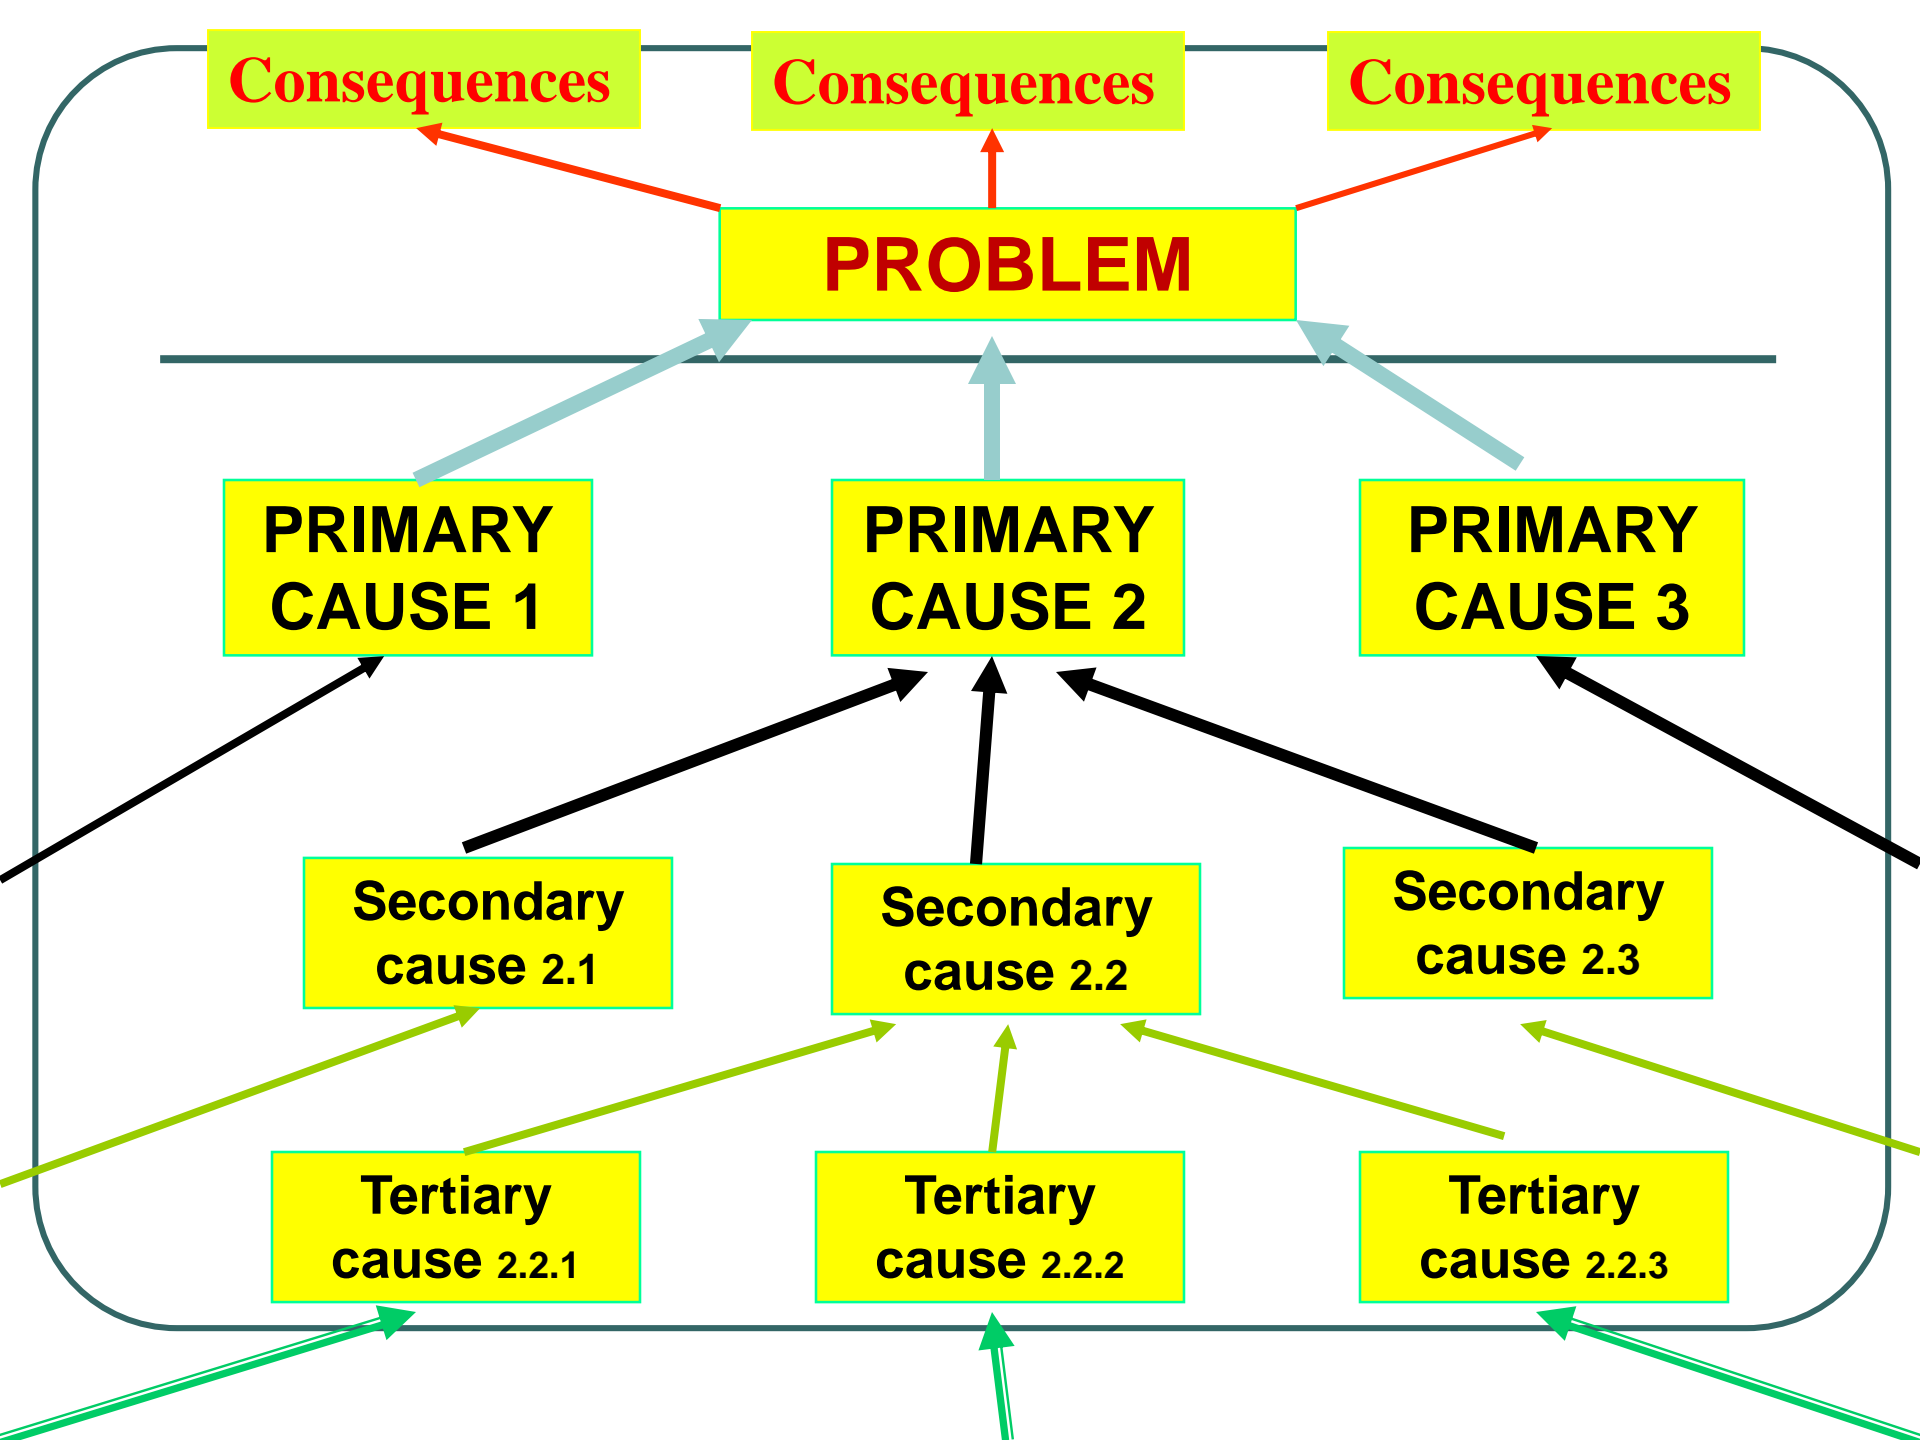 Consequences
Consequences
Consequences
PROBLEM
PRIMARY
CAUSE 1
PRIMARY
CAUSE 2
PRIMARY
CAUSE 3
Secondary
cause 2.1
Secondary
cause 2.2
Secondary
cause 2.3
Tertiary
cause 2.2.1
Tertiary
cause 2.2.2
Tertiary
cause 2.2.3